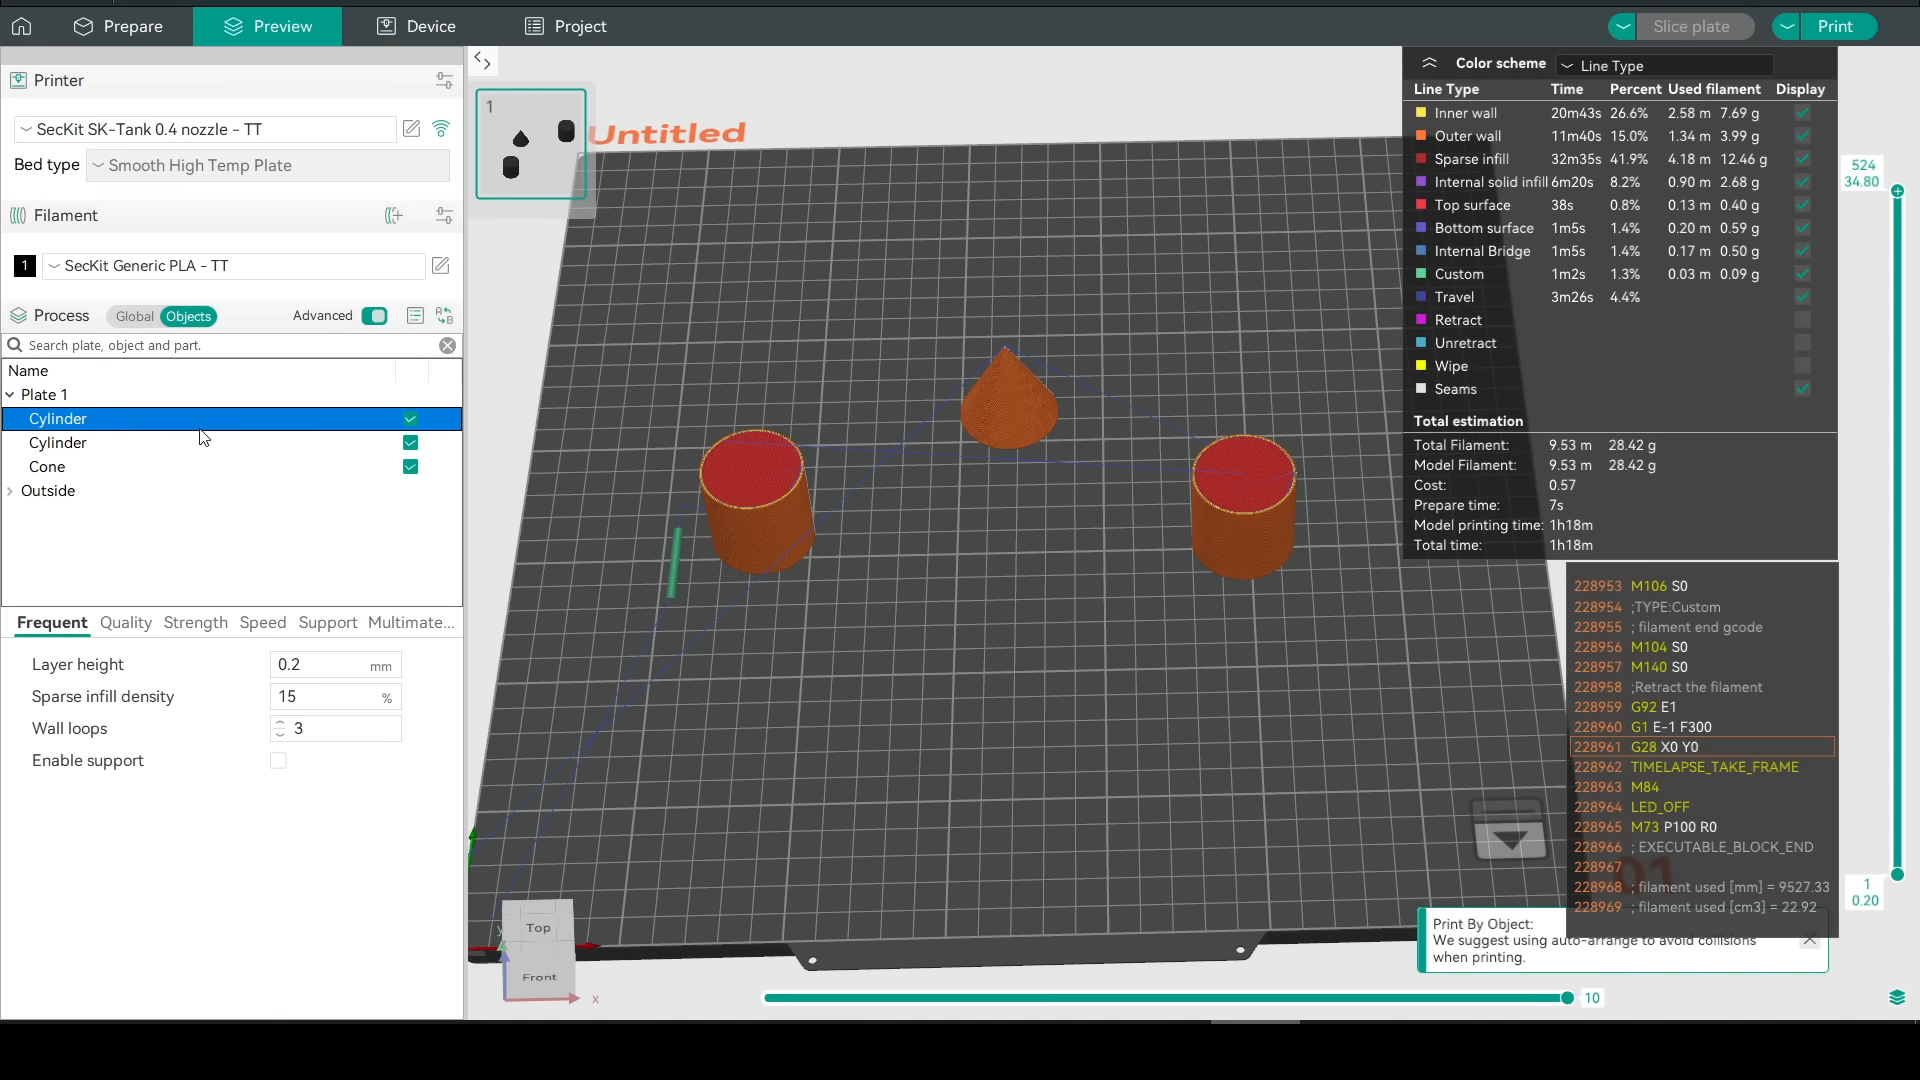 Prepare
Preview
Device
Project
Slice plate
Print
Printer
SecKit SK-Tank 0.4 nozzle - TT
Bed type
Smooth High Temp Plate
Filament
1 SecKit Generic PLA - TT
Process
Global
Objects
Advanced
Search plate, object and part.
Name
Plate 1
Cylinder
Cylinder
Cone
Outside
Frequent Quality Strength Speed Support Multimate...
Layer height 0.2 mm
Sparse infill density 15 %
Wall loops 3
Enable support
1
Untitled
Color scheme Line Type
Line Type Time Percent Used filament Display
Inner wall 20m43s 26.6% 2.58 m 7.69 g
Outer wall 11m40s 15.0% 1.34 m 3.99 g
Sparse infill 32m35s 41.9% 4.18 m 12.46 g
Internal solid infill 6m20s 8.2% 0.90 m 2.68 g
Top surface 38s 0.8% 0.13 m 0.40 g
Bottom surface 1m5s 1.4% 0.20 m 0.59 g
Internal Bridge 1m5s 1.4% 0.17 m 0.50 g
Custom 1m2s 1.3% 0.03 m 0.09 g
Travel 3m26s 4.4%
Retract
Unretract
Wipe
Seams
Total estimation
Total Filament: 9.53 m 28.42 g
Model Filament: 9.53 m 28.42 g
Cost: 0.57
Prepare time: 7s
Model printing time: 1h18m
Total time: 1h18m
524
34.80
228953 M106 S0
228954 ;TYPE:Custom
228955 ; filament end gcode
228956 M104 S0
228957 M140 S0
228958 ;Retract the filament
228959 G92 E1
228960 G1 E-1 F300
228961 G28 X0 Y0
228962 TIMELAPSE_TAKE_FRAME
228963 M84
228964 LED_OFF
228965 M73 P100 R0
228966 ; EXECUTABLE_BLOCK_END
228967
228968 ; filament used [mm] = 9527.33
228969 ; filament used [cm3] = 22.92
01
1
0.20
Print By Object:
We suggest using auto-arrange to avoid collisions
when printing.
Top
Front
y
x
10